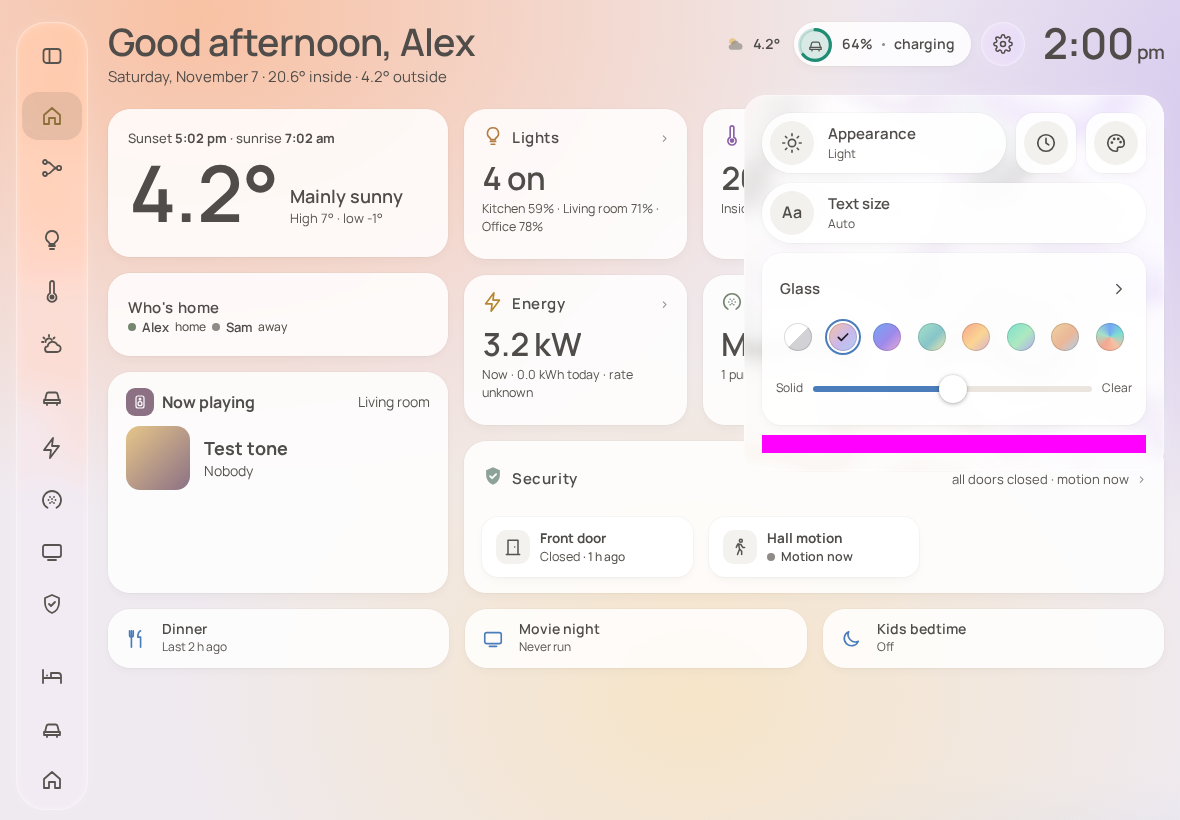 Good afternoon, Alex
Saturday, November 7 · 20.6° inside · 4.2° outside
4.2°
64% · charging
2:00 pm
Sunset 5:02 pm · sunrise 7:02 am
4.2°
Mainly sunny
High 7° · low -1°
Who's home
Alex home Sam away
Now playing
Living room
Test tone
Nobody
Lights
4 on
Kitchen 59% · Living room 71% ·
Office 78%
Energy
3.2 kW
Now · 0.0 kWh today · rate
unknown
Appearance
Light
Aa
Text size
Auto
Glass
Solid
Clear
Security
all doors closed · motion now
Front door
Closed · 1 h ago
Hall motion
Motion now
Dinner
Last 2 h ago
Movie night
Never run
Kids bedtime
Off